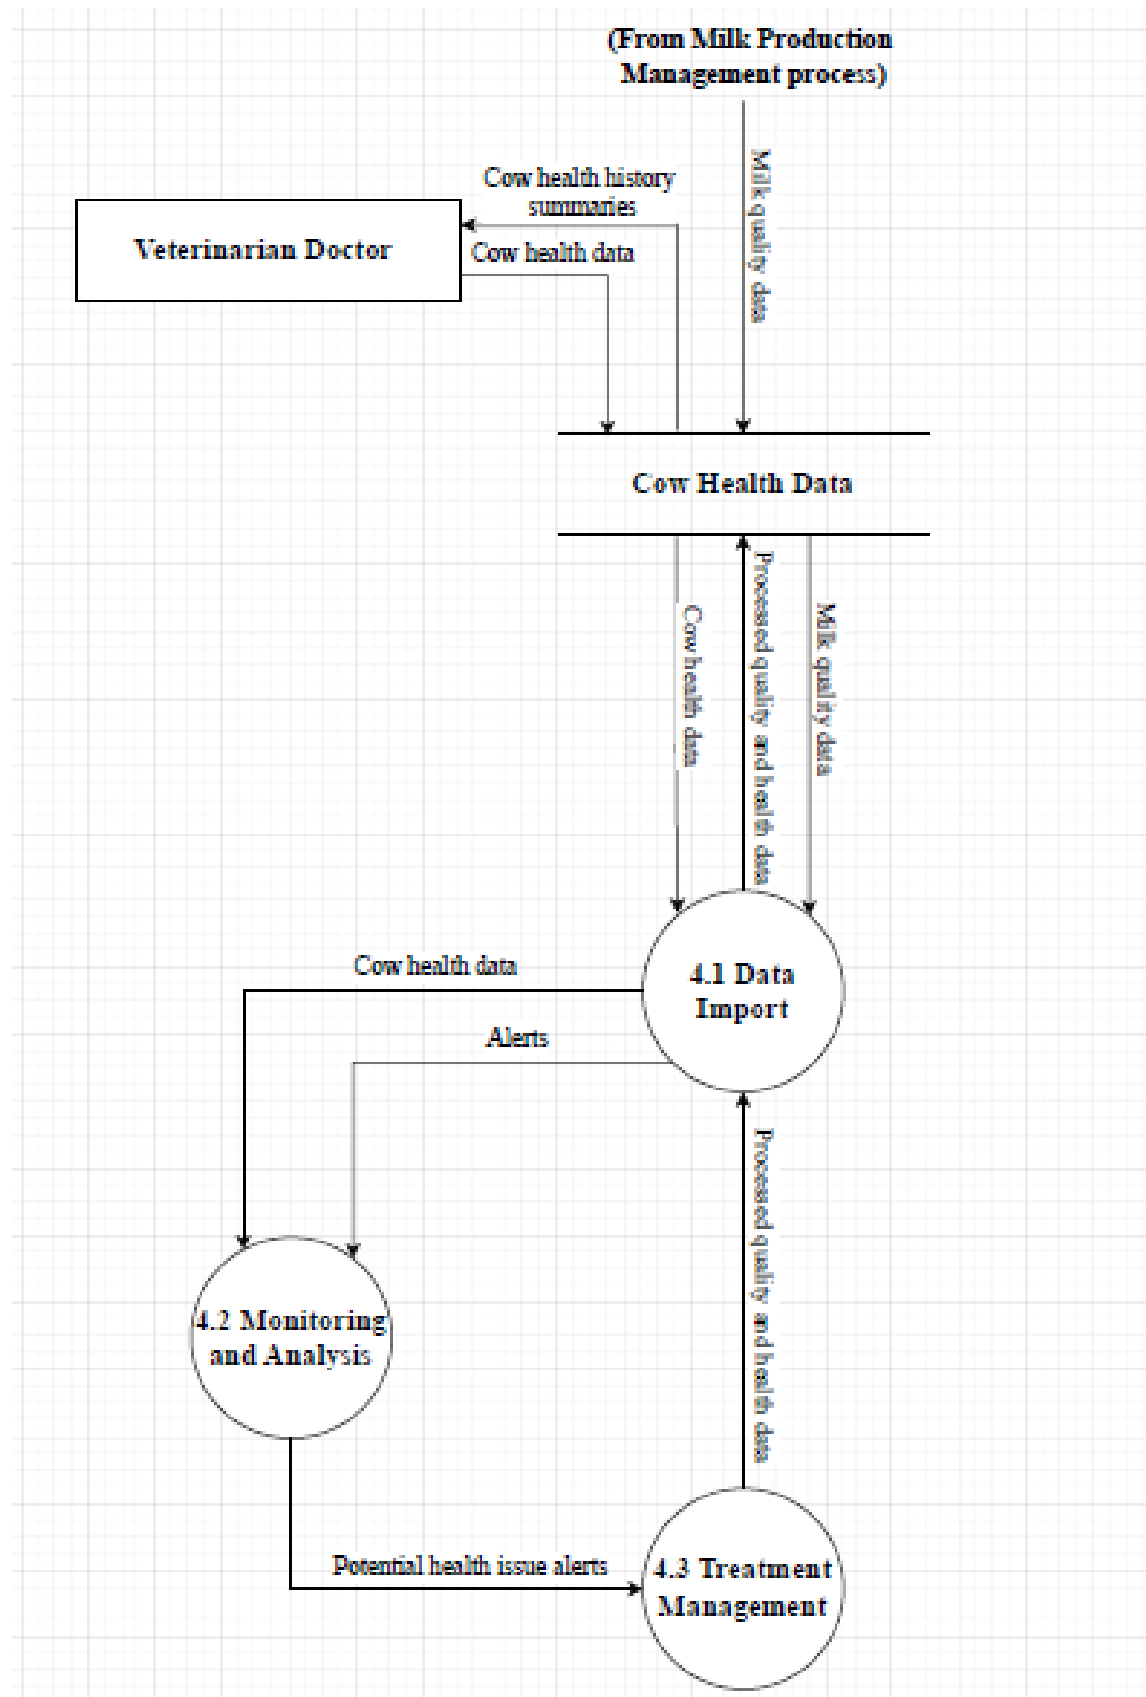 (From Milk Production
Management process)
Milk quality data
Cow health history
summaries
Veterinarian Doctor
Cow health data
Cow Health Data
Cow health data
Processed quality and health data
Milk quality data
4.1 Data
Import
Cow health data
Alerts
Processed quality and health data
4.2 Monitoring
and Analysis
Potential health issue alerts
4.3 Treatment
Management